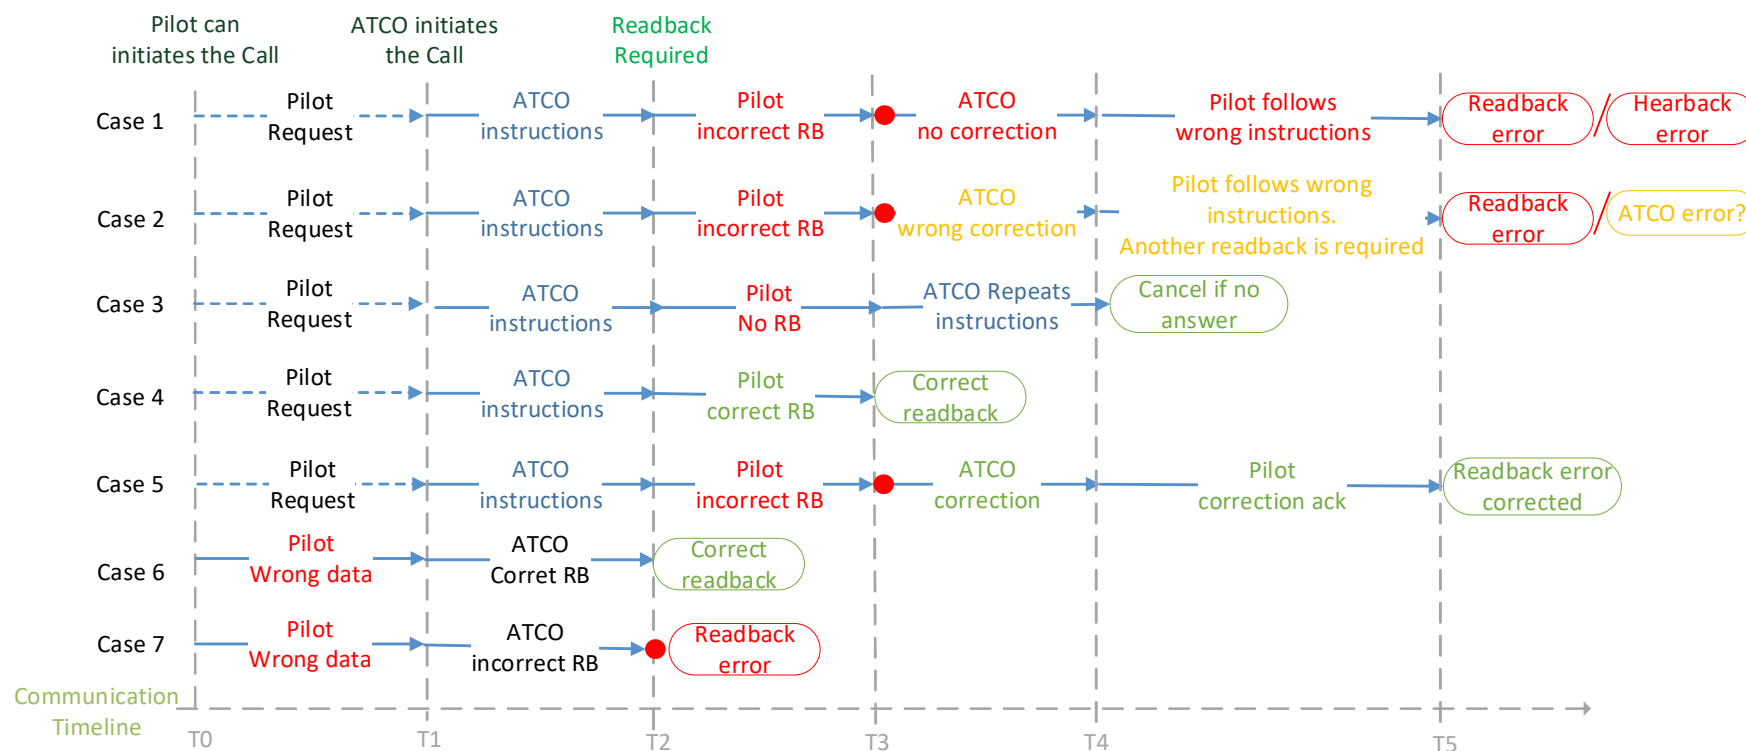 Pilot can
initiates the Call
ATCO initiates
the Call
Readback
Required
Case 1
Pilot
Request
ATCO
instructions
Pilot
incorrect RB
ATCO
no correction
Pilot follows
wrong instructions
Readback
error
/
Hearback
error
Case 2
Pilot
Request
ATCO
instructions
Pilot
incorrect RB
ATCO
wrong correction
Pilot follows wrong
instructions.
Another readback is required
Readback
error
/
ATCO error?
Case 3
Pilot
Request
ATCO
instructions
Pilot
No RB
ATCO Repeats
instructions
Cancel if no
answer
Case 4
Pilot
Request
ATCO
instructions
Pilot
correct RB
Correct
readback
Case 5
Pilot
Request
ATCO
instructions
Pilot
incorrect RB
ATCO
correction
Pilot
correction ack
Readback error
corrected
Case 6
Pilot
Wrong data
ATCO
Corret RB
Correct
readback
Case 7
Pilot
Wrong data
ATCO
incorrect RB
Readback
error
Communication
Timeline
T0
T1
T2
T3
T4
T5